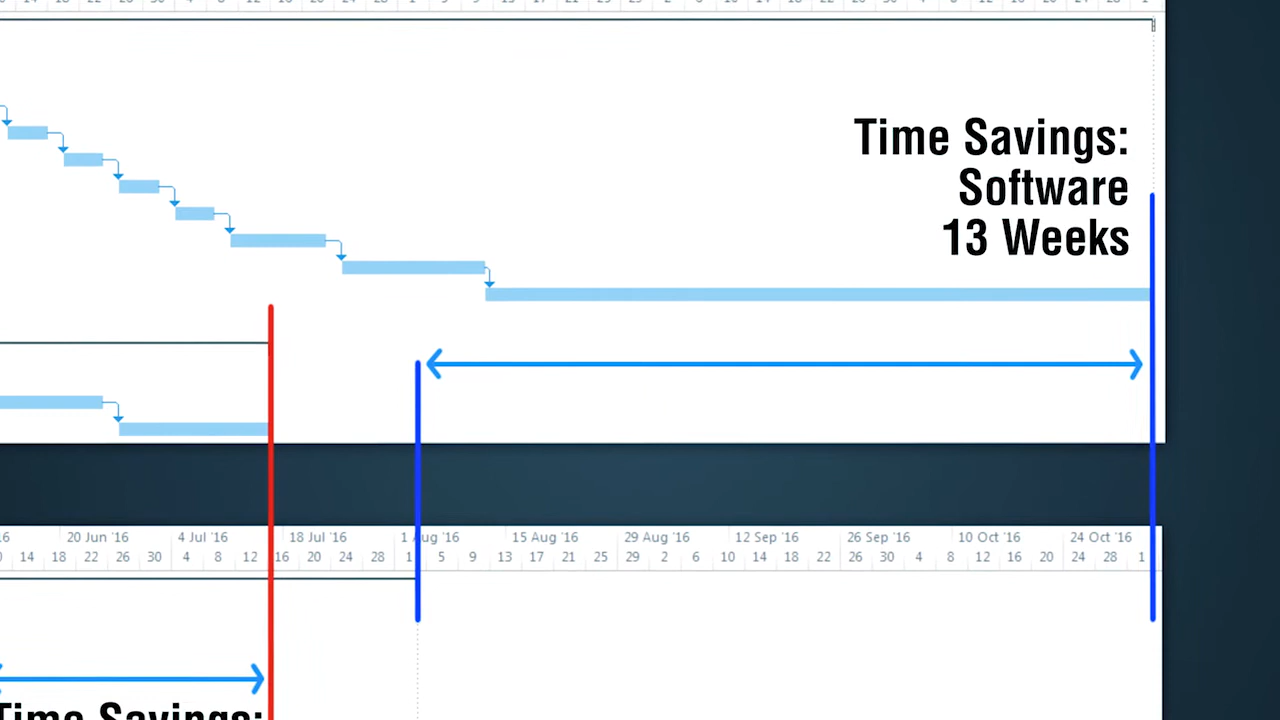 Time Savings:
Software
13 Weeks
20 Jun '16 4 Jul '16 18 Jul '16 1 Aug '16 15 Aug '16 29 Aug '16 12 Sep '16 26 Sep '16 10 Oct '16 24 Oct '16
14 18 22 26 30 4 8 12 16 20 24 28 1 5 9 13 17 21 25 29 2 6 10 14 18 22 26 30 4 8 12 16 20 24 28 1
Time Savings: